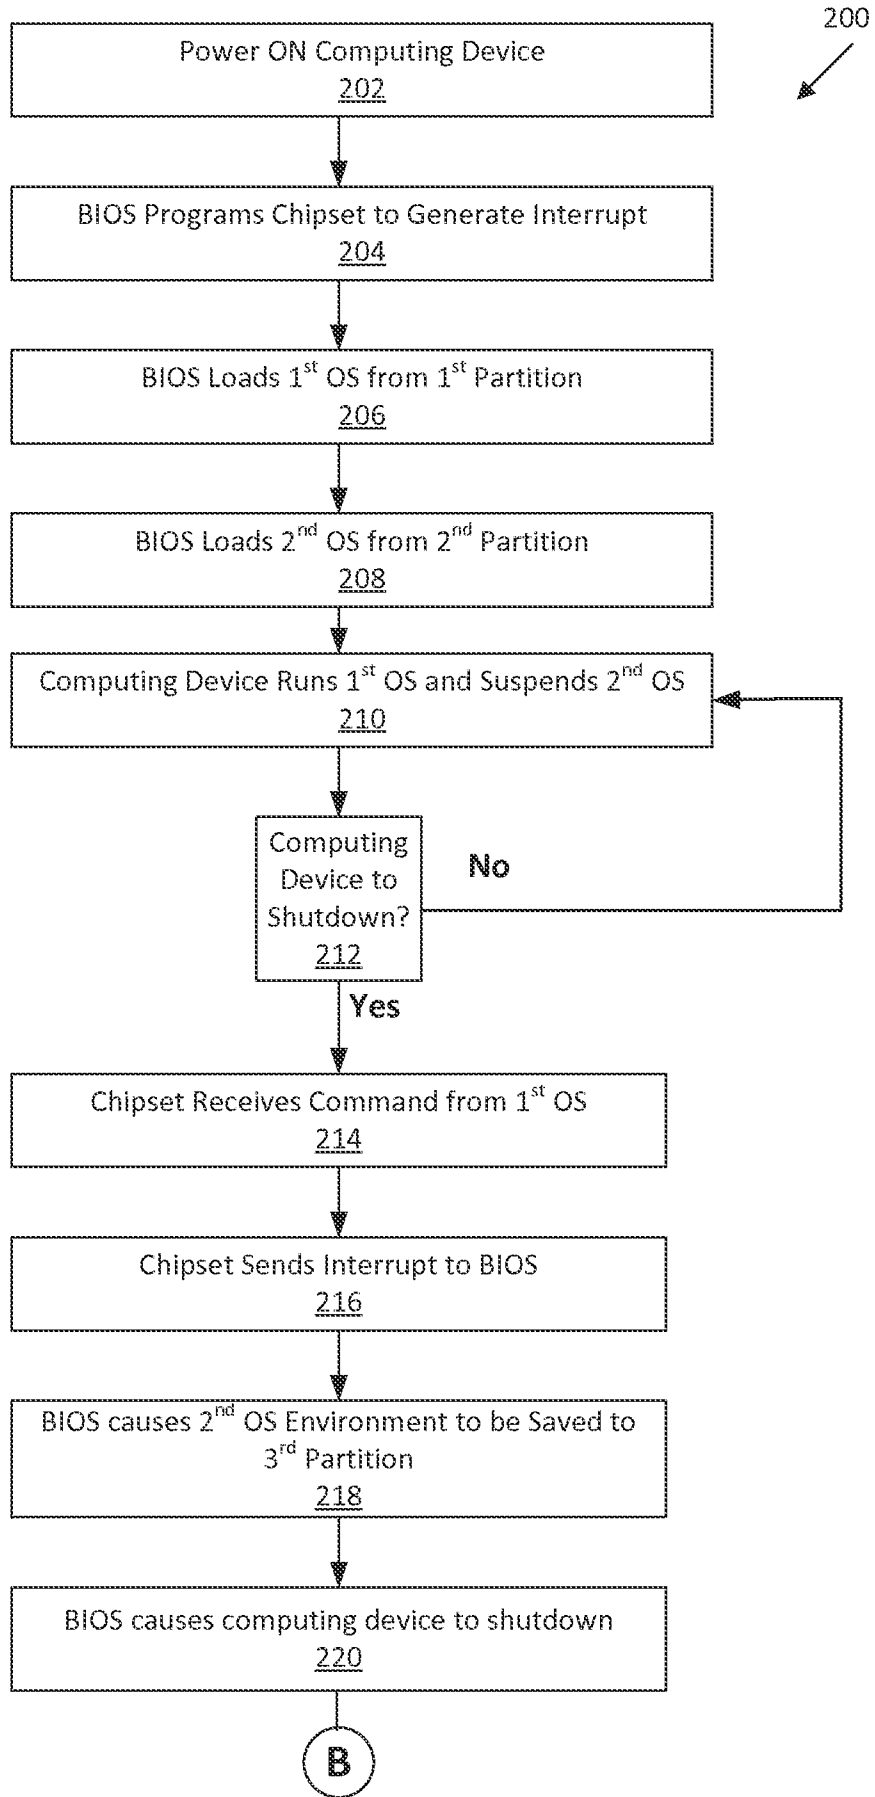 200
Power ON Computing Device
202
BIOS Programs Chipset to Generate Interrupt
204
BIOS Loads 1st OS from 1st Partition
206
BIOS Loads 2nd OS from 2nd Partition
208
Computing Device Runs 1st OS and Suspends 2nd OS
210
Computing
Device to
Shutdown?
212
No
Yes
Chipset Receives Command from 1st OS
214
Chipset Sends Interrupt to BIOS
216
BIOS causes 2nd OS Environment to be Saved to
3rd Partition
218
BIOS causes computing device to shutdown
220
B